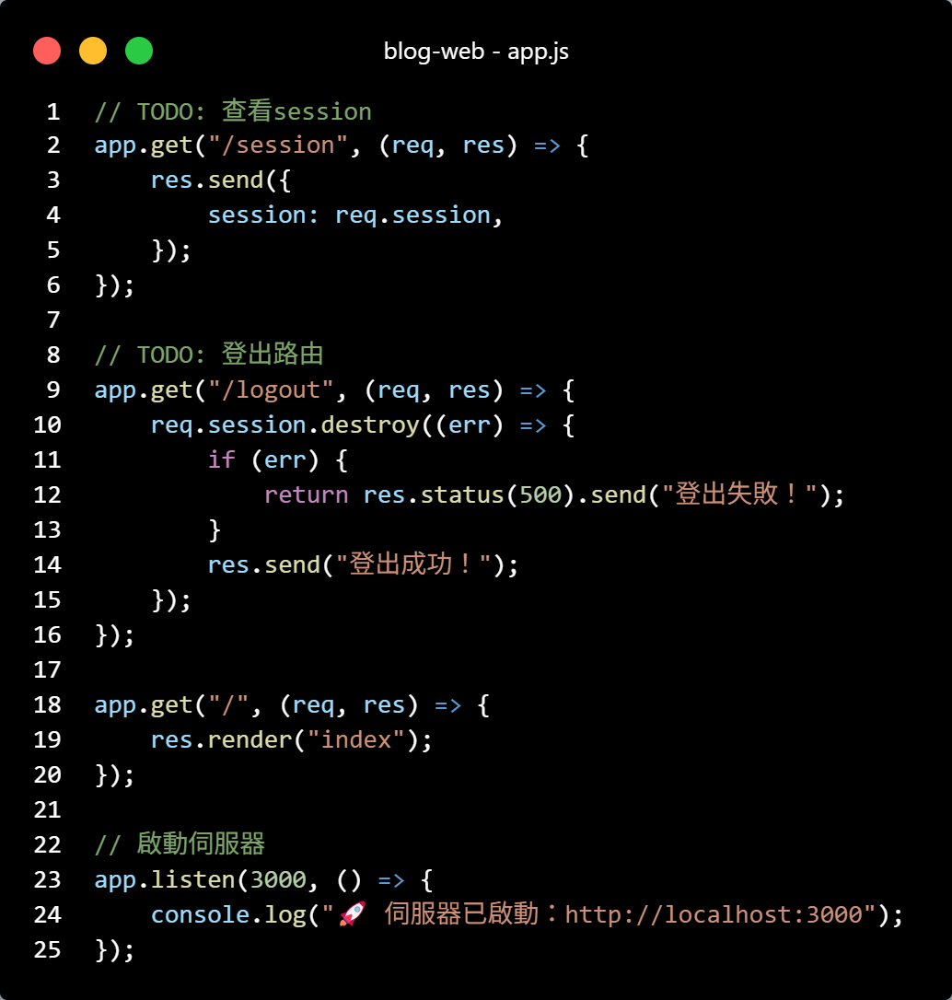 blog-web - app.js
1 // TODO: 查看session
2 app.get("/session", (req, res) => {
3     res.send({
4         session: req.session,
5     });
6 });
7
8 // TODO: 登出路由
9 app.get("/logout", (req, res) => {
10     req.session.destroy((err) => {
11         if (err) {
12             return res.status(500).send("登出失敗！");
13         }
14         res.send("登出成功！");
15     });
16 });
17
18 app.get("/", (req, res) => {
19     res.render("index");
20 });
21
22 // 啟動伺服器
23 app.listen(3000, () => {
24     console.log("🚀 伺服器已啟動：http://localhost:3000");
25 });